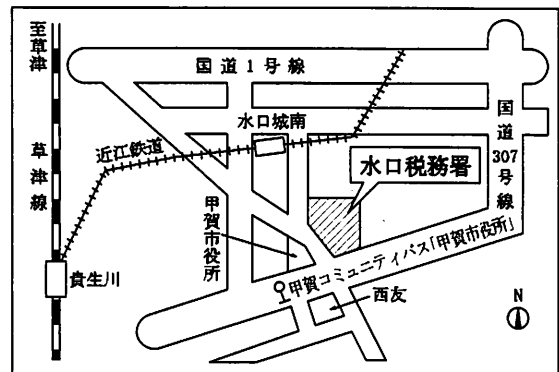 至草津
国道1号線
水口城南
近江鉄道
草津線
国道307号線
水口税務署
甲賀市役所
甲賀コミュニティバス「甲賀市役所」
貴生川
西友
N